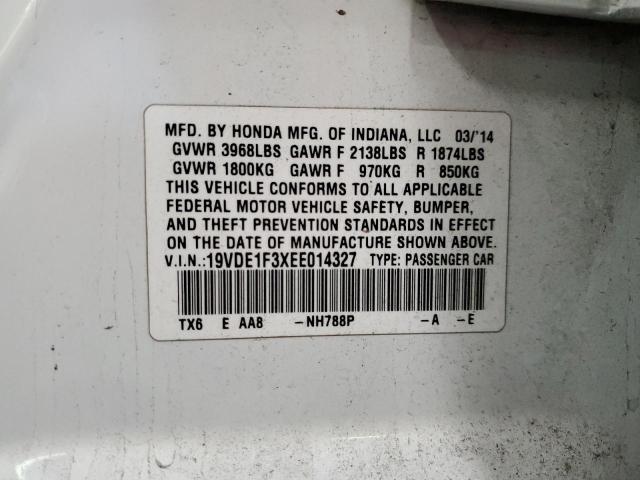 MFD. BY HONDA MFG. OF INDIANA, LLC 03/'14
GVWR 3968LBS GAWR F 2138LBS R 1874LBS
GVWR 1800KG GAWR F 970KG R 850KG
THIS VEHICLE CONFORMS TO ALL APPLICABLE
FEDERAL MOTOR VEHICLE SAFETY, BUMPER,
AND THEFT PREVENTION STANDARDS IN EFFECT
ON THE DATE OF MANUFACTURE SHOWN ABOVE.
V.I.N.:19VDE1F3XEE014327 TYPE: PASSENGER CAR
TX6 E AA8 -NH788P -A -E